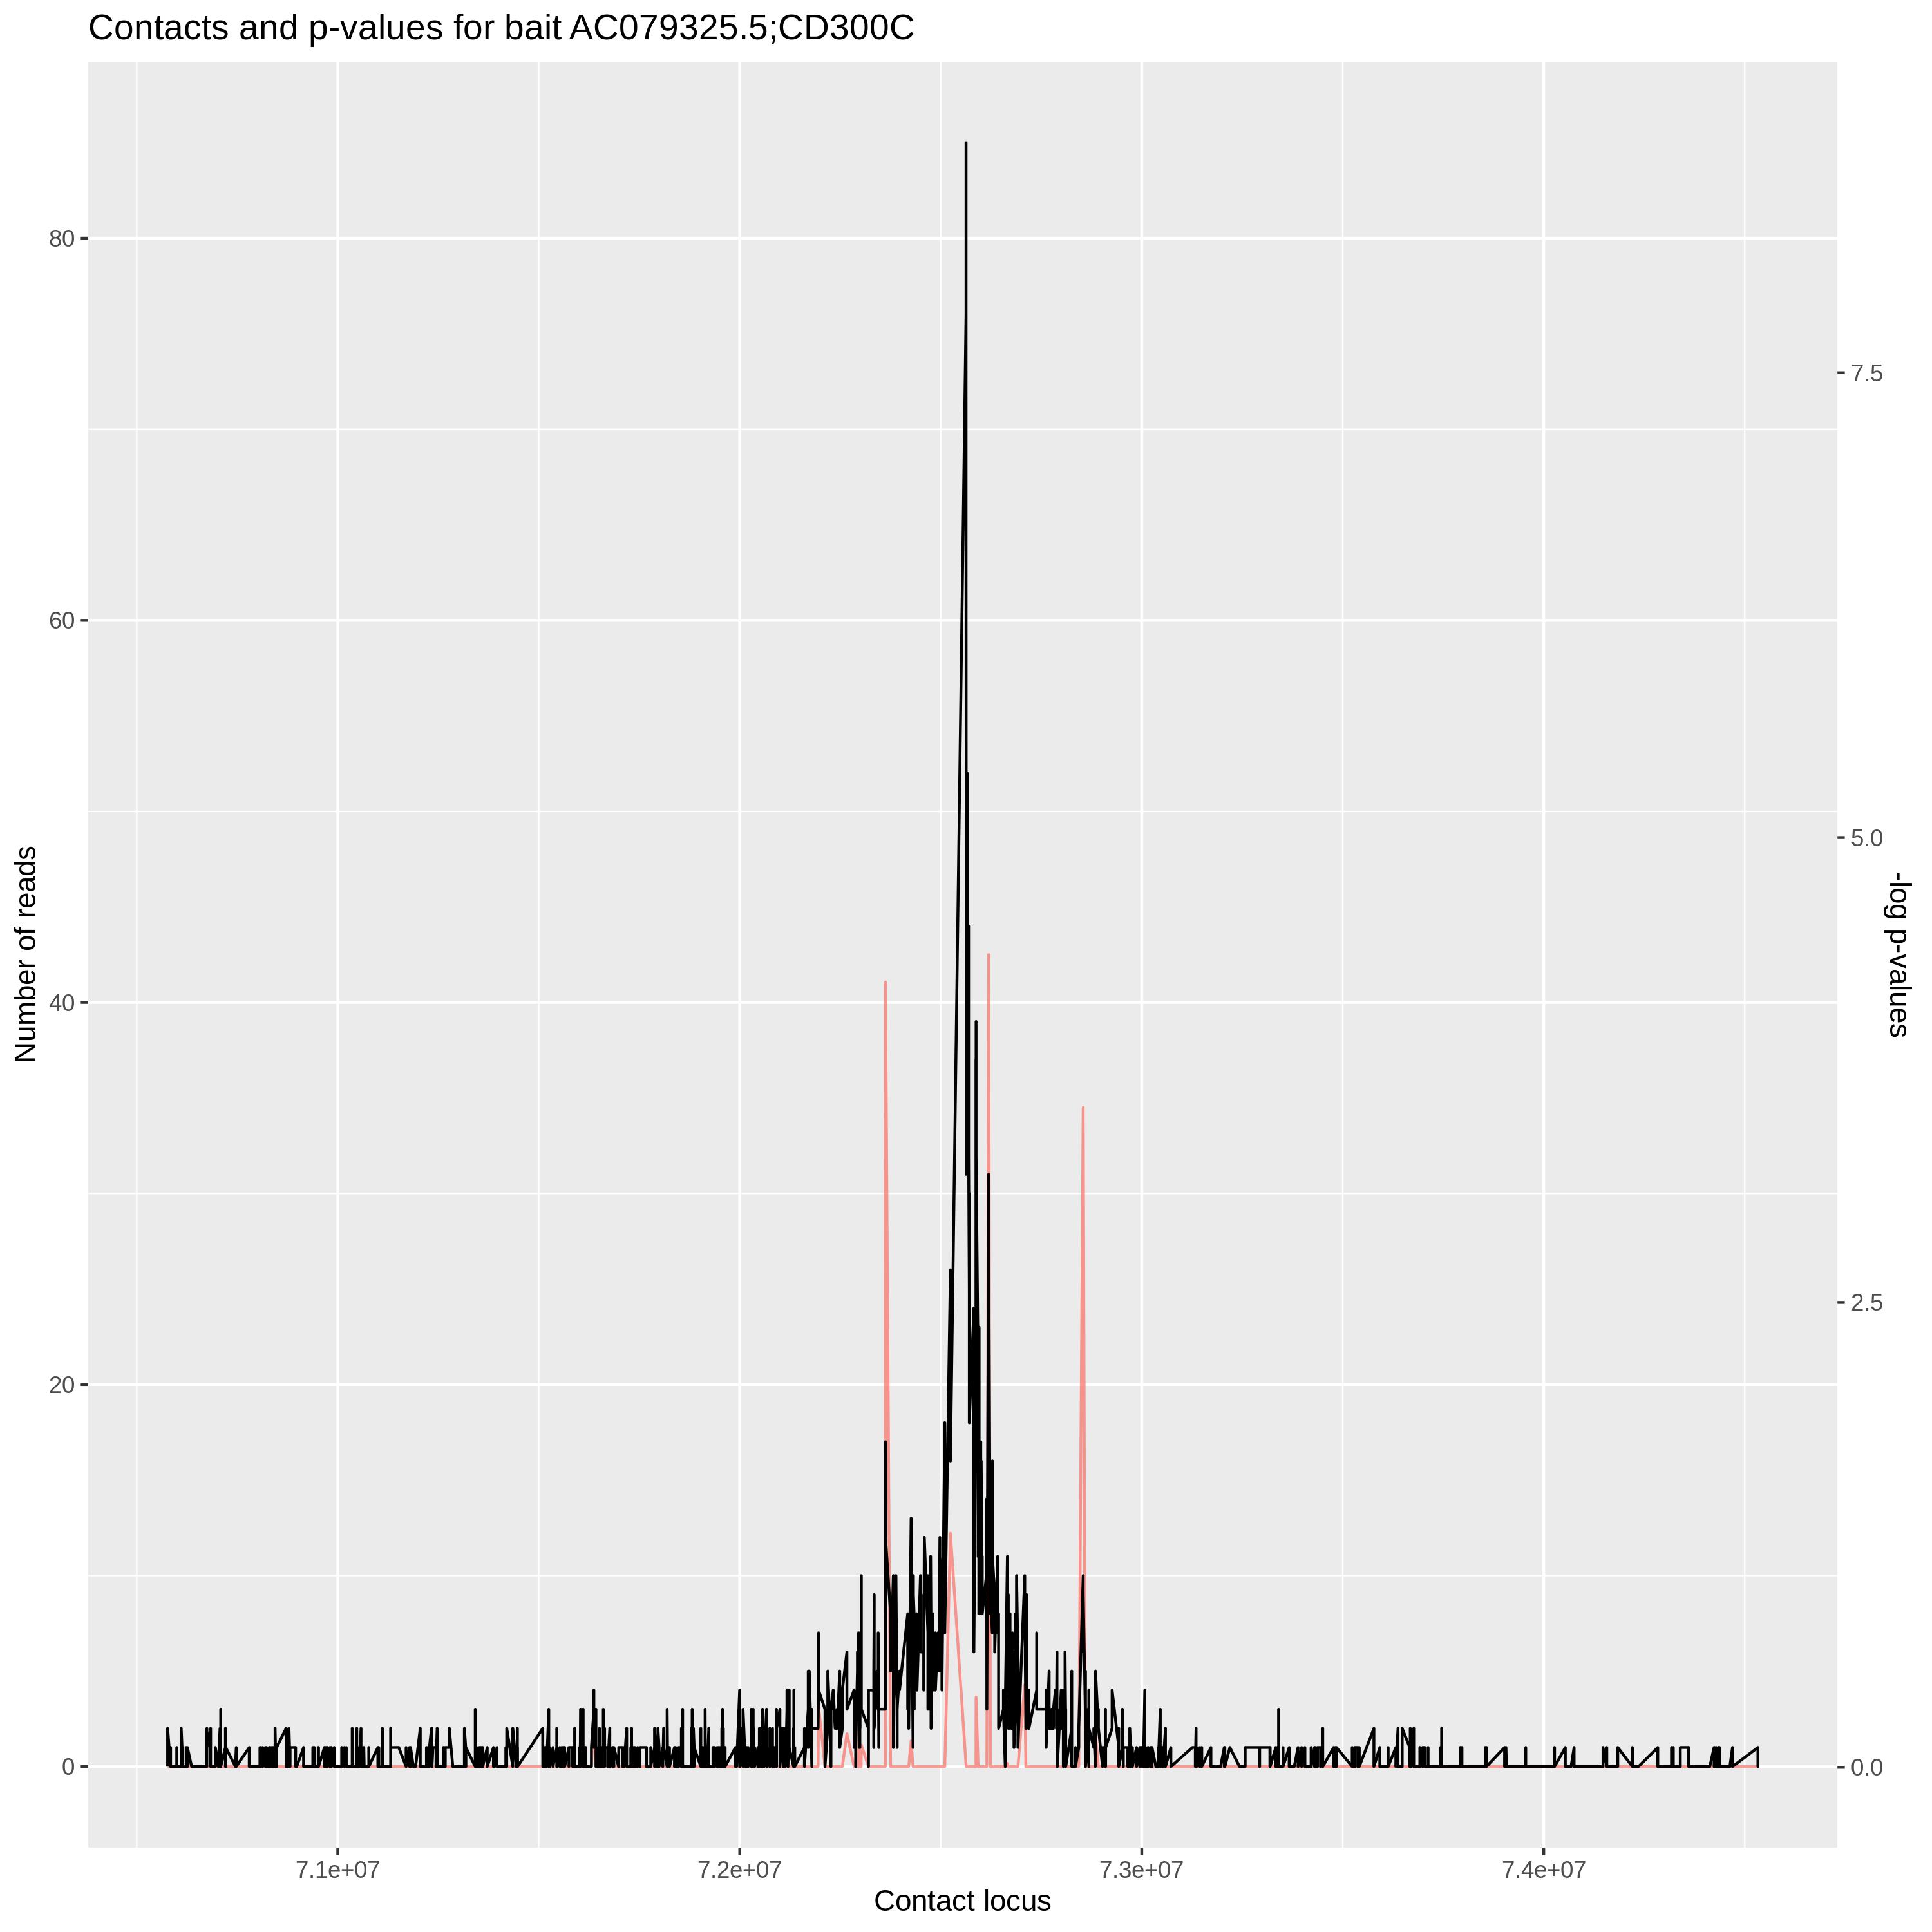 Contacts and p-values for bait AC079325.5;CD300C
80
60
40
20
0
Number of reads
7.5
5.0
2.5
0.0
-log p-values
7.1e+07
7.2e+07
7.3e+07
7.4e+07
Contact locus